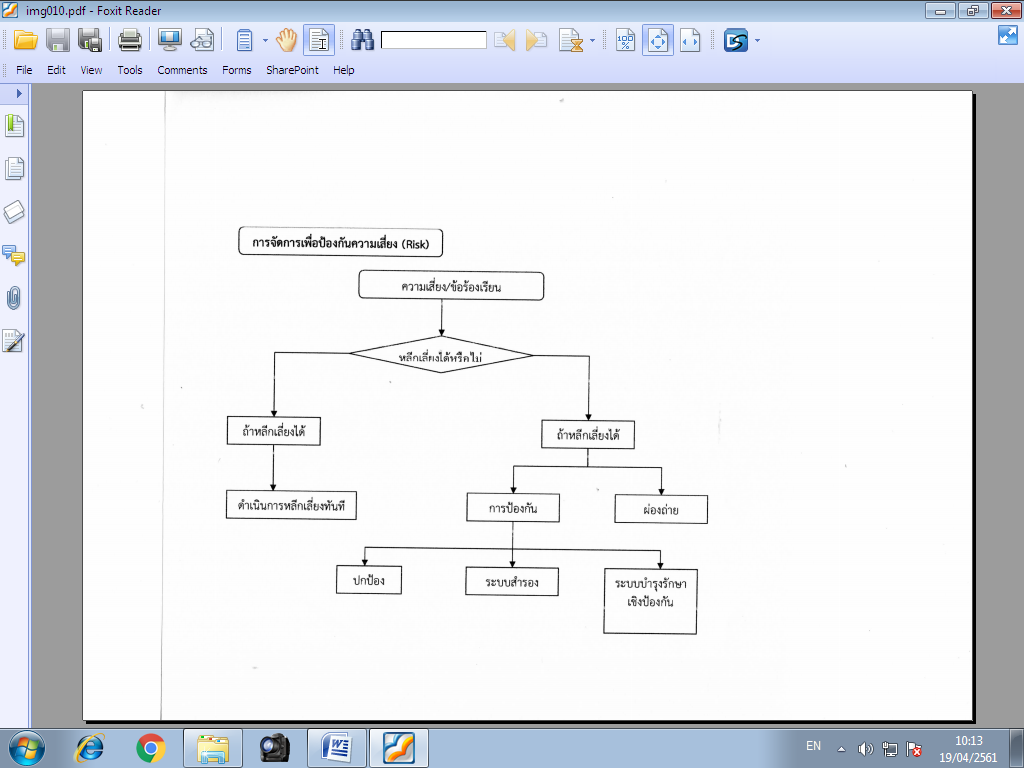 img010.pdf - Foxit Reader
File Edit View Tools Comments Forms SharePoint Help
การจัดการเพื่อป้องกันความเสี่ยง (Risk)
ความเสี่ยง/ข้อร้องเรียน
หลีกเลี่ยงได้หรือไม่
ถ้าหลีกเลี่ยงได้
ถ้าหลีกเลี่ยงได้
ดำเนินการหลีกเลี่ยงทันที
การป้องกัน
ผ่องถ่าย
ปกป้อง
ระบบสำรอง
ระบบบำรุงรักษา
เชิงป้องกัน
EN
10:13
19/04/2561